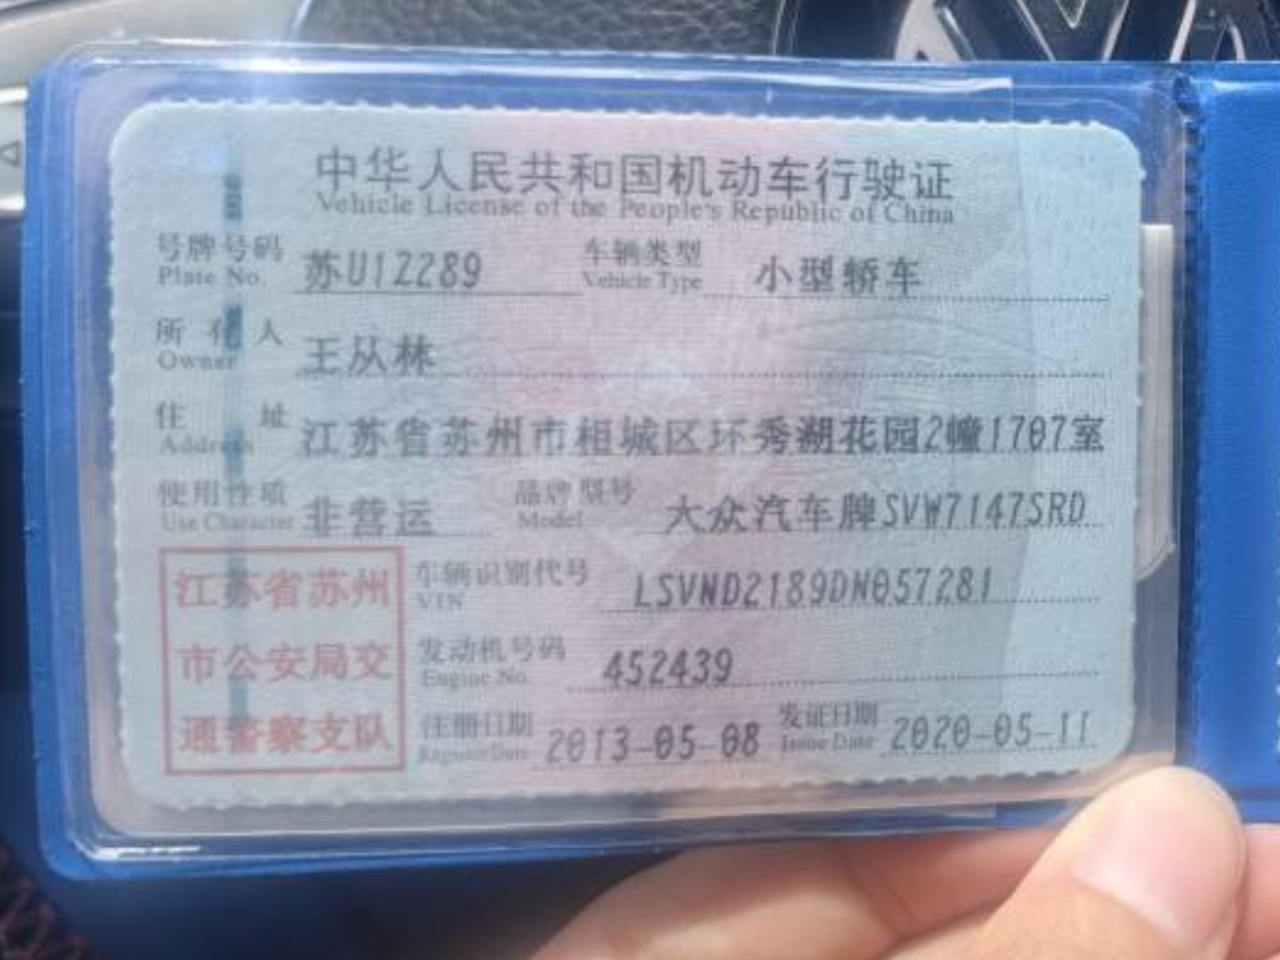 中华人民共和国机动车行驶证
Vehicle License of the People's Republic of China
号牌号码 苏U1Z289 车辆类型 小型轿车
Plate No. Vehicle Type
所有人 王从林
Owner
住址 江苏省苏州市相城区环秀湖花园2幢1707室
Address
使用性质 非营运 品牌型号 大众汽车牌SVW7147SRD
Use Character Model
江苏省苏州 车辆识别代号 LSVND2189DN057281
VIN
市公安局交 发动机号码 452439
Engine No.
通警察支队 注册日期 2013-05-08 发证日期 2020-05-11
Register Date Issue Date